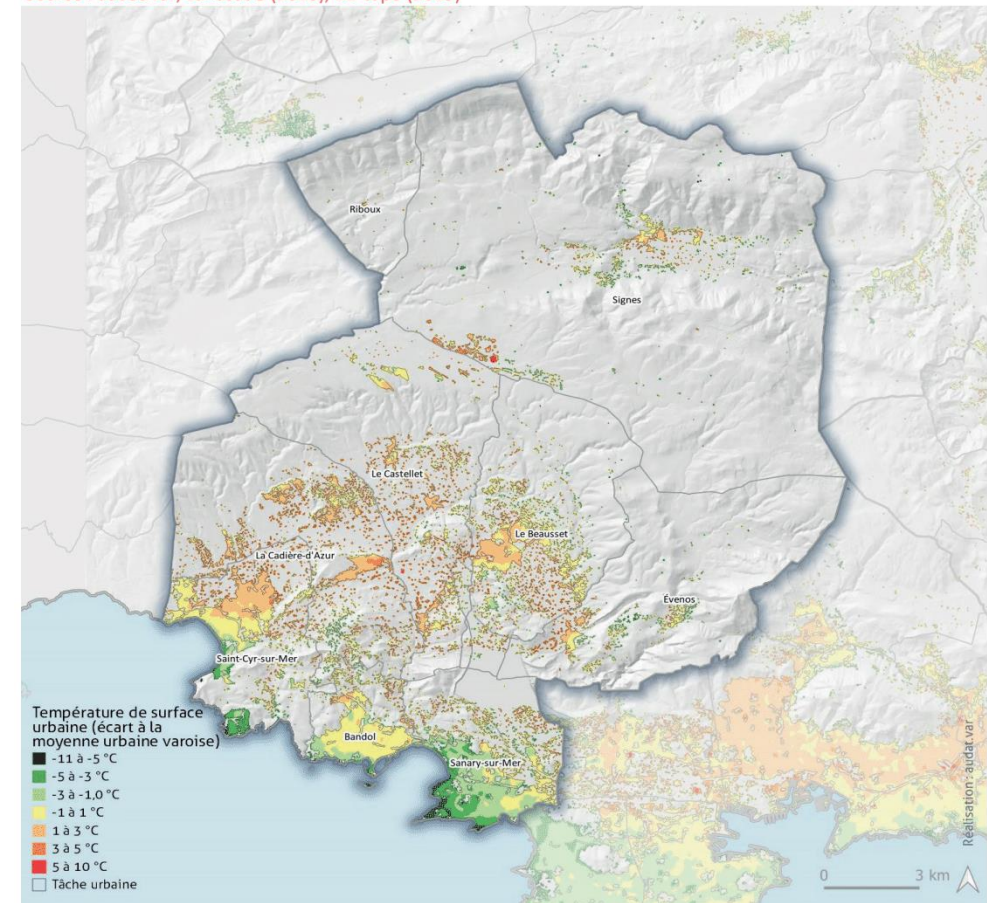 Riboux
Signes
Le Castellet
Le Beausset
La Cadière-d'Azur
Évenos
Saint-Cyr-sur-Mer
Bandol
Sanary-sur-Mer
Température de surface
urbaine (écart à la
moyenne urbaine varoise)
-11 à -5 °C
-5 à -3 °C
-3 à -1,0 °C
-1 à 1 °C
1 à 3 °C
3 à 5 °C
5 à 10 °C
Tâche urbaine
0 3 km
Réalisation : audat.var